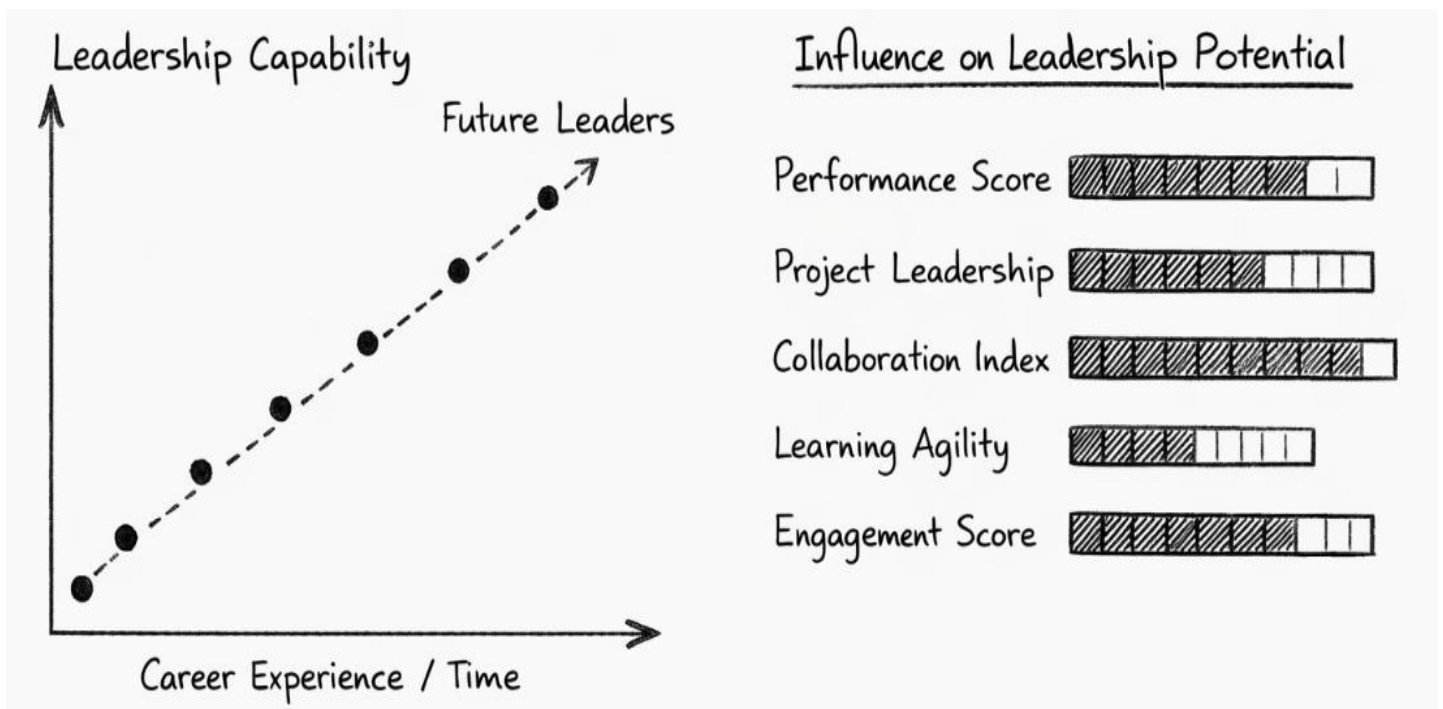 Leadership Capability
Future Leaders
Career Experience / Time
Influence on Leadership Potential
Performance Score
Project Leadership
Collaboration Index
Learning Agility
Engagement Score